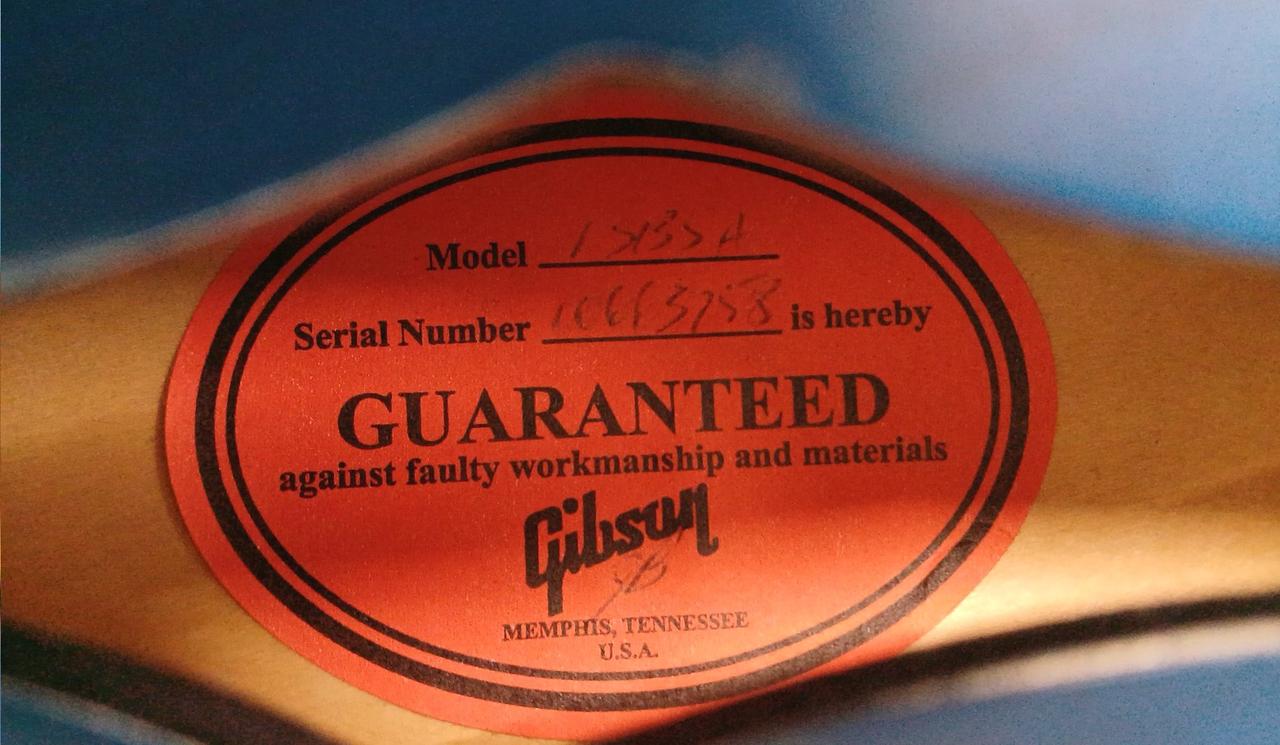 Model
Serial Number is hereby
GUARANTEED
against faulty workmanship and materials
Gibson
MEMPHIS, TENNESSEE
U.S.A.